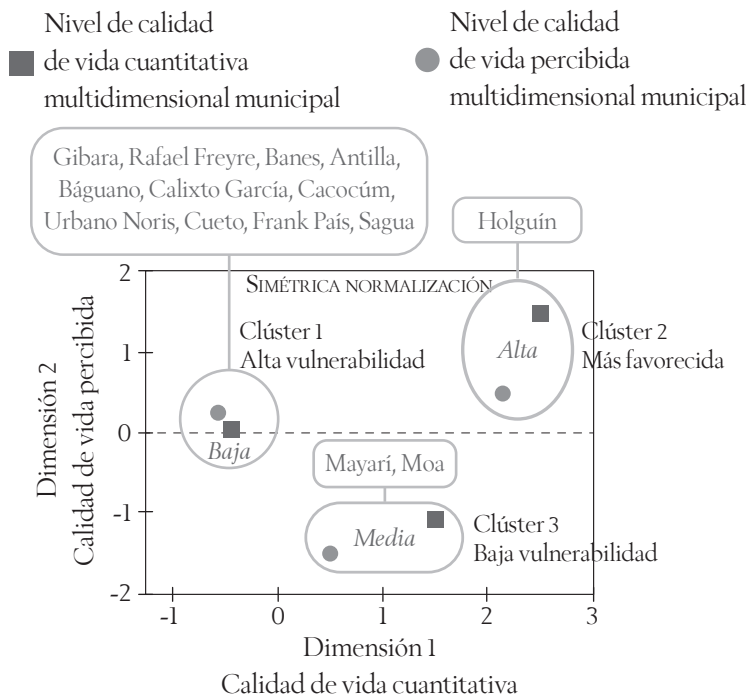 Nivel de calidad
de vida cuantitativa
multidimensional municipal
Nivel de calidad
de vida percibida
multidimensional municipal
Gibara, Rafael Freyre, Banes, Antilla,
Báguano, Calixto García, Cacocúm,
Urbano Noris, Cueto, Frank País, Sagua
Holguín
2
SIMÉTRICA NORMALIZACIÓN
1
Clúster 1
Alta vulnerabilidad
Alta
Clúster 2
Más favorecida
0
Baja
Mayarí, Moa
-1
Media
Clúster 3
Baja vulnerabilidad
-2
Dimensión 2
Calidad de vida percibida
-1 0 1 2 3
Dimensión 1
Calidad de vida cuantitativa